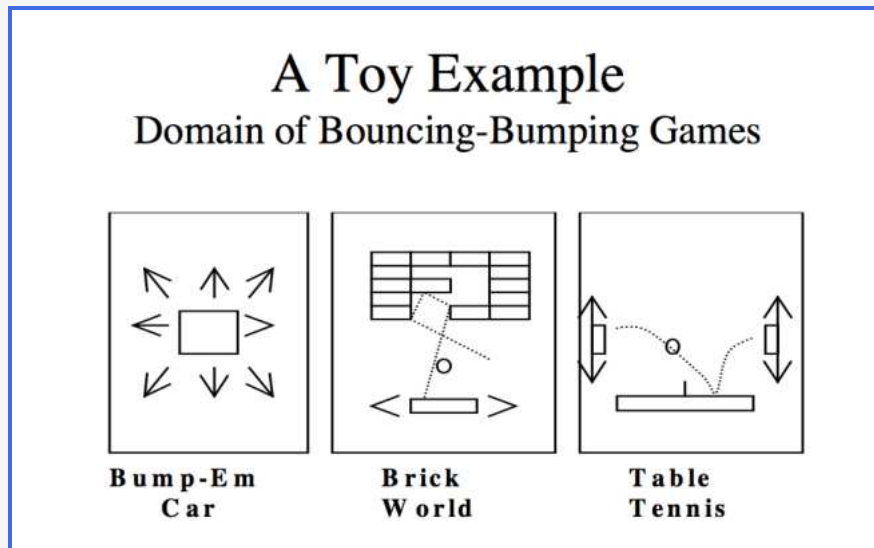 A Toy Example
Domain of Bouncing-Bumping Games
Bump-Em
Car
Brick
World
Table
Tennis